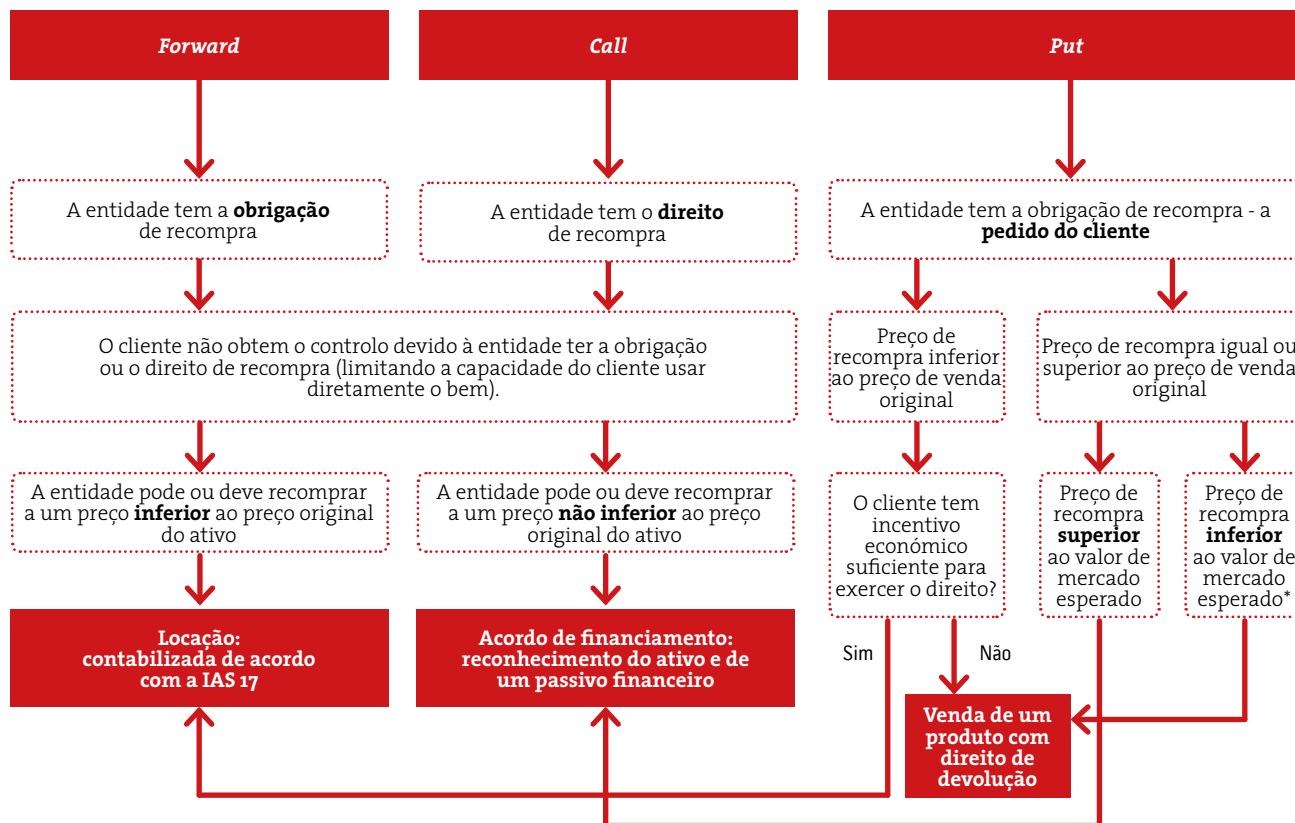 Forward
Call
Put
A entidade tem a obrigação
de recompra
A entidade tem o direito
de recompra
A entidade tem a obrigação de recompra - a
pedido do cliente
O cliente não obtem o controlo devido à entidade ter a obrigação
ou o direito de recompra (limitando a capacidade do cliente usar
diretamente o bem).
Preço de
recompra inferior
ao preço de venda
original
Preço de recompra igual ou
superior ao preço de venda
original
A entidade pode ou deve recomprar
a um preço inferior ao preço original
do ativo
A entidade pode ou deve recomprar
a um preço não inferior ao preço
original do ativo
O cliente tem
incentivo
económico
suficiente para
exercer o direito?
Preço de
recompra
superior
ao valor de
mercado
esperado
Preço de
recompra
inferior
ao valor de
mercado
esperado*
Locação:
contabilizada de acordo
com a IAS 17
Acordo de financiamento:
reconhecimento do ativo e de
um passivo financeiro
Sim
Não
Venda de um
produto com
direito de
devolução